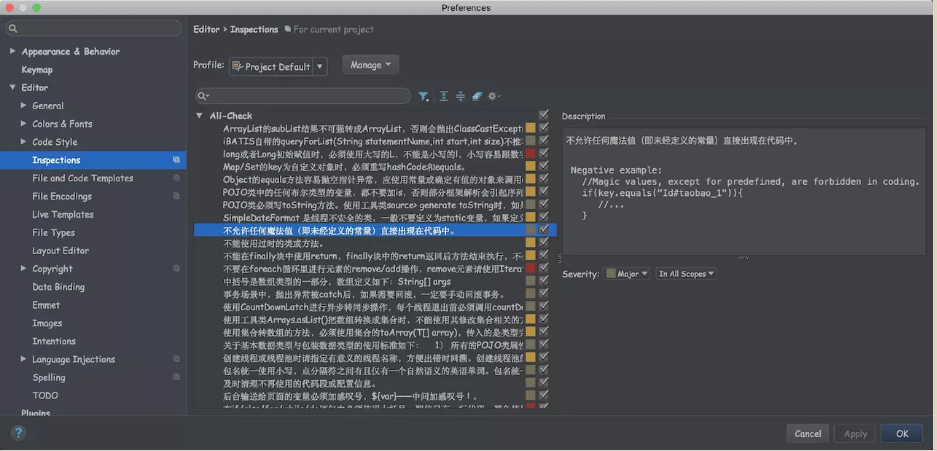 Preferences
Editor > Inspections For current project
Appearance & Behavior
Keymap
Editor
General
Colors & Fonts
Code Style
Inspections
File and Code Templates
File Encodings
Live Templates
File Types
Layout Editor
Copyright
Data Binding
Emmet
Images
Intentions
Language Injections
Spelling
TODO
Plugins
Profile: Project Default Manage
Ali-Check
ArrayList的subList结果不可强转成ArrayList，否则会抛出ClassCastExcept
iBATIS自带的queryForList(String statementName,int start,int size)不推
long或者Long初始赋值时，必须使用大写的L，不能是小写的l，小写容易跟数
Map/Set的key为自定义对象时，必须重写hashCode和equals。
Object的equals方法容易抛空指针异常，应使用常量或确定有值的对象来调用
POJO类中的任何布尔类型的变量，都不要加is，否则部分框架解析会引起序列
POJO类必须写toString方法。使用工具类source> generate toString时，如
SimpleDateFormat 是线程不安全的类，一般不要定义为static变量，如果定义
不允许任何魔法值（即未经定义的常量）直接出现在代码中。
不能使用过时的类或方法。
不能在finally块中使用return，finally块中的return返回后方法结束执行，不
不要在foreach循环里进行元素的remove/add操作，remove元素请使用Itera
中括号是数组类型的一部分，数组定义如下：String[] args
事务场景中，抛出异常被catch后，如果需要回滚，一定要手动回滚事务。
使用CountDownLatch进行异步转同步操作，每个线程退出前必须调用countDo
使用工具类Arrays.asList()把数组转换成集合时，不能使用其修改集合相关的方
使用集合转数组的方法，必须使用集合的toArray(T[] array)，传入的是类型完
关于基本数据类型与包装数据类型的使用标准如下： 1） 所有的POJO类属性
创建线程或线程池时请指定有意义的线程名称，方便出错时回溯。创建线程池的
包名统一使用小写，点分隔符之间有且仅有一个自然语义的英语单词。包名统一
及时清理不再使用的代码段或配置信息。
后台输送给页面的变量必须加感叹号，${var}——中间加感叹号！。
Description
不允许任何魔法值（即未经定义的常量）直接出现在代码中。
Negative example:
//Magic values, except for predefined, are forbidden in coding.
if(key.equals("Id#taobao_1")){
//...
}
Severity: Major In All Scopes
?
Cancel Apply OK